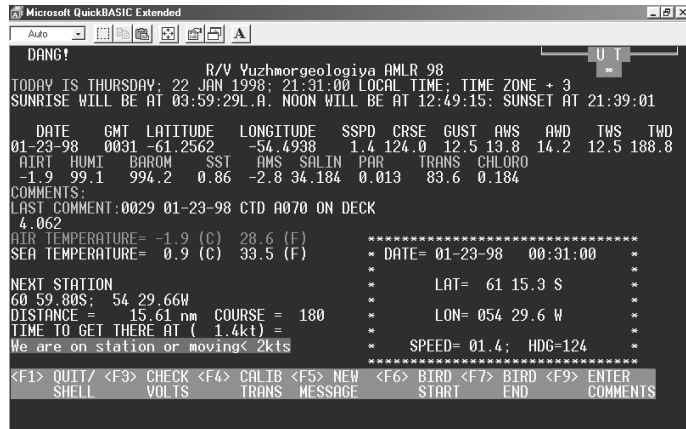 Microsoft QuickBASIC Extended
Auto
A
DANG!
U T
R/V Yuzhmorgeologiya AMLR 98
TODAY IS THURSDAY; 22 JAN 1998; 21:31:00 LOCAL TIME; TIME ZONE + 3
SUNRISE WILL BE AT 03:59:29L.A. NOON WILL BE AT 12:49:15: SUNSET AT 21:39:01
DATE GMT LATITUDE LONGITUDE SSPD CRSE GUST AWS AWD TWS TWD
01-23-98 0031 -61.2562 -54.4938 1.4 124.0 12.5 13.8 14.2 12.5 188.8
AIRT HUMI BAROM SST AMS SALIN PAR TRANS CHLORO
-1.9 99.1 994.2 0.86 -2.8 34.184 0.013 83.6 0.184
COMMENTS:
LAST COMMENT:0029 01-23-98 CTD A070 ON DECK
4.062
AIR TEMPERATURE= -1.9 (C) 28.6 (F)
SEA TEMPERATURE= 0.9 (C) 33.5 (F)
NEXT STATION
60 59.80S; 54 29.66W
DISTANCE = 15.61 nm COURSE = 180
TIME TO GET THERE AT ( 1.4kt) =
We are on station or moving< 2kts
********************************
* DATE= 01-23-98 00:31:00 *
* *
* LAT= 61 15.3 S *
* *
* LON= 054 29.6 W *
* *
* SPEED= 01.4; HDG=124 *
********************************
<F1> QUIT/ <F3> CHECK <F4> CALIB <F5> NEW <F6> BIRD <F7> BIRD <F9> ENTER
SHELL VOLTS TRANS MESSAGE START END COMMENTS